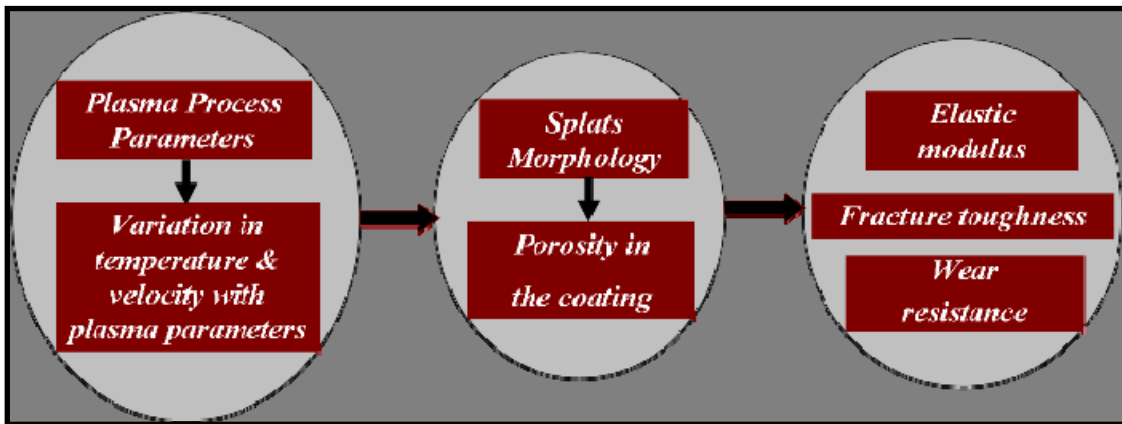 Plasma Process
Parameters
Variation in
temperature &
velocity with
plasma parameters
Splats
Morphology
Porosity in
the coating
Elastic
modulus
Fracture toughness
Wear
resistance